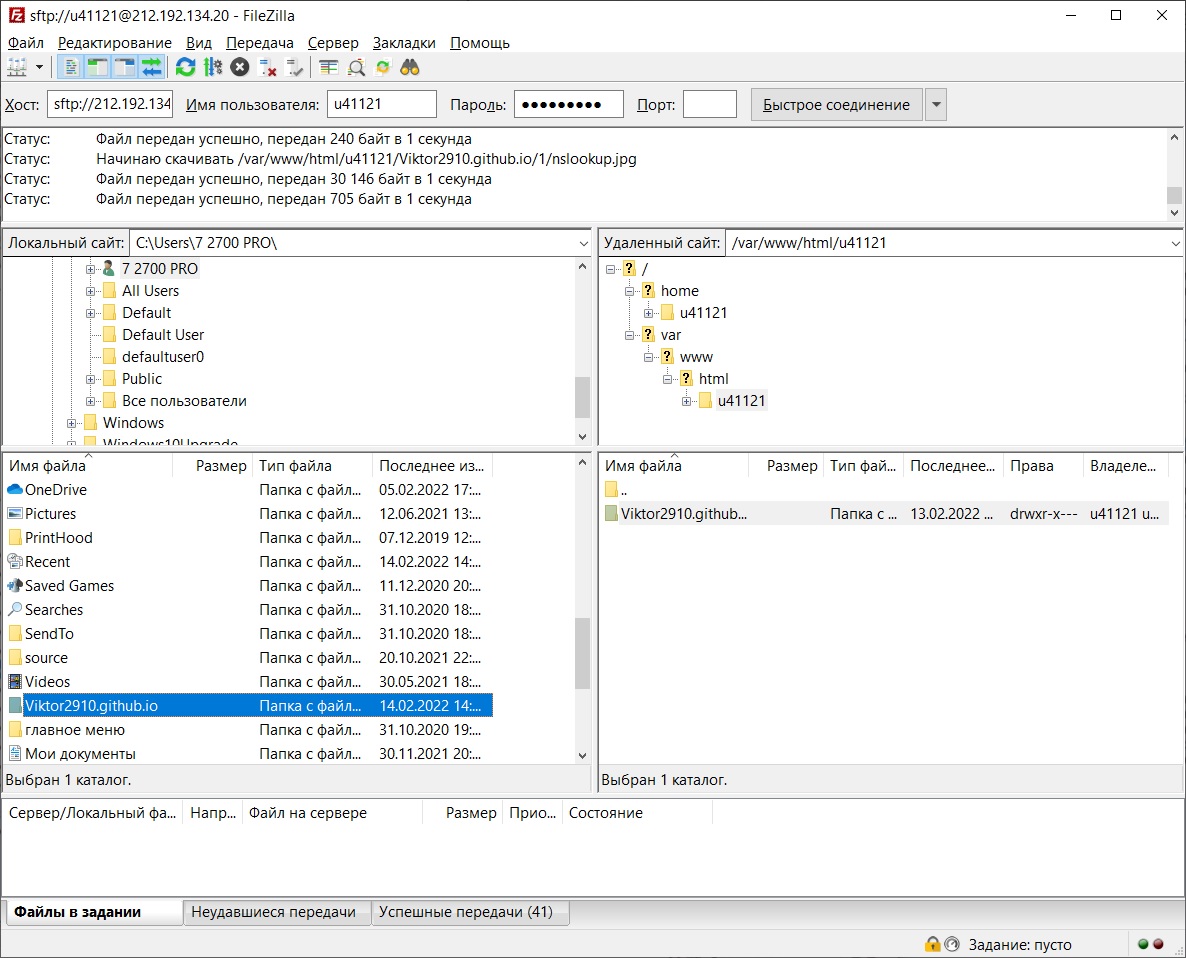 sftp://u41121@212.192.134.20 - FileZilla
Файл Редактирование Вид Передача Сервер Закладки Помощь
Хост: sftp://212.192.134 Имя пользователя: u41121 Пароль: ●●●●●●●●● Порт: Быстрое соединение
Статус: Файл передан успешно, передан 240 байт в 1 секунда
Статус: Начинаю скачивать /var/www/html/u41121/Viktor2910.github.io/1/nslookup.jpg
Статус: Файл передан успешно, передан 30 146 байт в 1 секунда
Статус: Файл передан успешно, передан 705 байт в 1 секунда
Локальный сайт: C:\Users\7 2700 PRO\
7 2700 PRO
All Users
Default
Default User
defaultuser0
Public
Все пользователи
Windows
Windows10Upgrade
Удаленный сайт: /var/www/html/u41121
/
home
u41121
var
www
html
u41121
Имя файла Размер Тип файла Последнее из...
OneDrive Папка с файл... 05.02.2022 17:...
Pictures Папка с файл... 12.06.2021 13:...
PrintHood Папка с файл... 07.12.2019 12:...
Recent Папка с файл... 14.02.2022 14:...
Saved Games Папка с файл... 11.12.2020 20:...
Searches Папка с файл... 31.10.2020 18:...
SendTo Папка с файл... 31.10.2020 18:...
source Папка с файл... 20.10.2021 22:...
Videos Папка с файл... 30.05.2021 18:...
Viktor2910.github.io Папка с файл... 14.02.2022 14:...
главное меню Папка с файл... 31.10.2020 19:...
Мои документы Папка с файл... 30.11.2021 20:...
Выбран 1 каталог.
Имя файла Размер Тип фай... Последнее... Права Владеле...
..
Viktor2910.github... Папка с ... 13.02.2022 ... drwxr-x--- u41121 u...
Выбран 1 каталог.
Сервер/Локальный фа... Напр... Файл на сервере Размер Прио... Состояние
Файлы в задании Неудавшиеся передачи Успешные передачи (41)
Задание: пусто